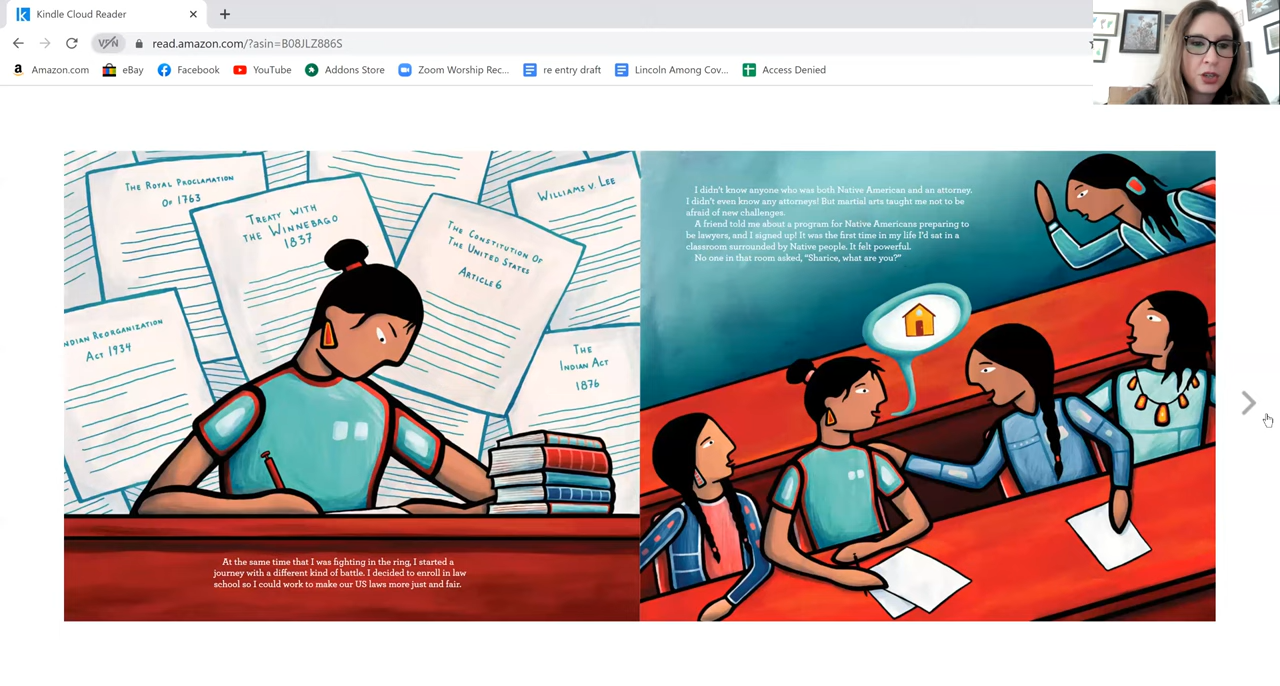 Kindle Cloud Reader
VPN
read.amazon.com/?asin=B08JLZ886S
Amazon.com
eBay
Facebook
YouTube
Addons Store
Zoom Worship Rec...
re entry draft
Lincoln Among Cov...
Access Denied
THE ROYAL PROCLAMATION
OF 1763
TREATY WITH
THE WINNEBAGO
1837
THE CONSTITUTION OF
THE UNITED STATES
ARTICLE 6
WILLIAMS V. LEE
NDIAN REORGANIZATION
ACT 1934
THE
INDIAN ACT
1876
At the same time that I was fighting in the ring, I started a
journey with a different kind of battle. I decided to enroll in law
school so I could work to make our US laws more just and fair.
I didn't know anyone who was both Native American and an attorney.
I didn't even know any attorneys! But martial arts taught me not to be
afraid of new challenges.
A friend told me about a program for Native Americans preparing to
be lawyers, and I signed up! It was the first time in my life I'd sat in a
classroom surrounded by Native people. It felt powerful.
No one in that room asked, "Sharice, what are you?"